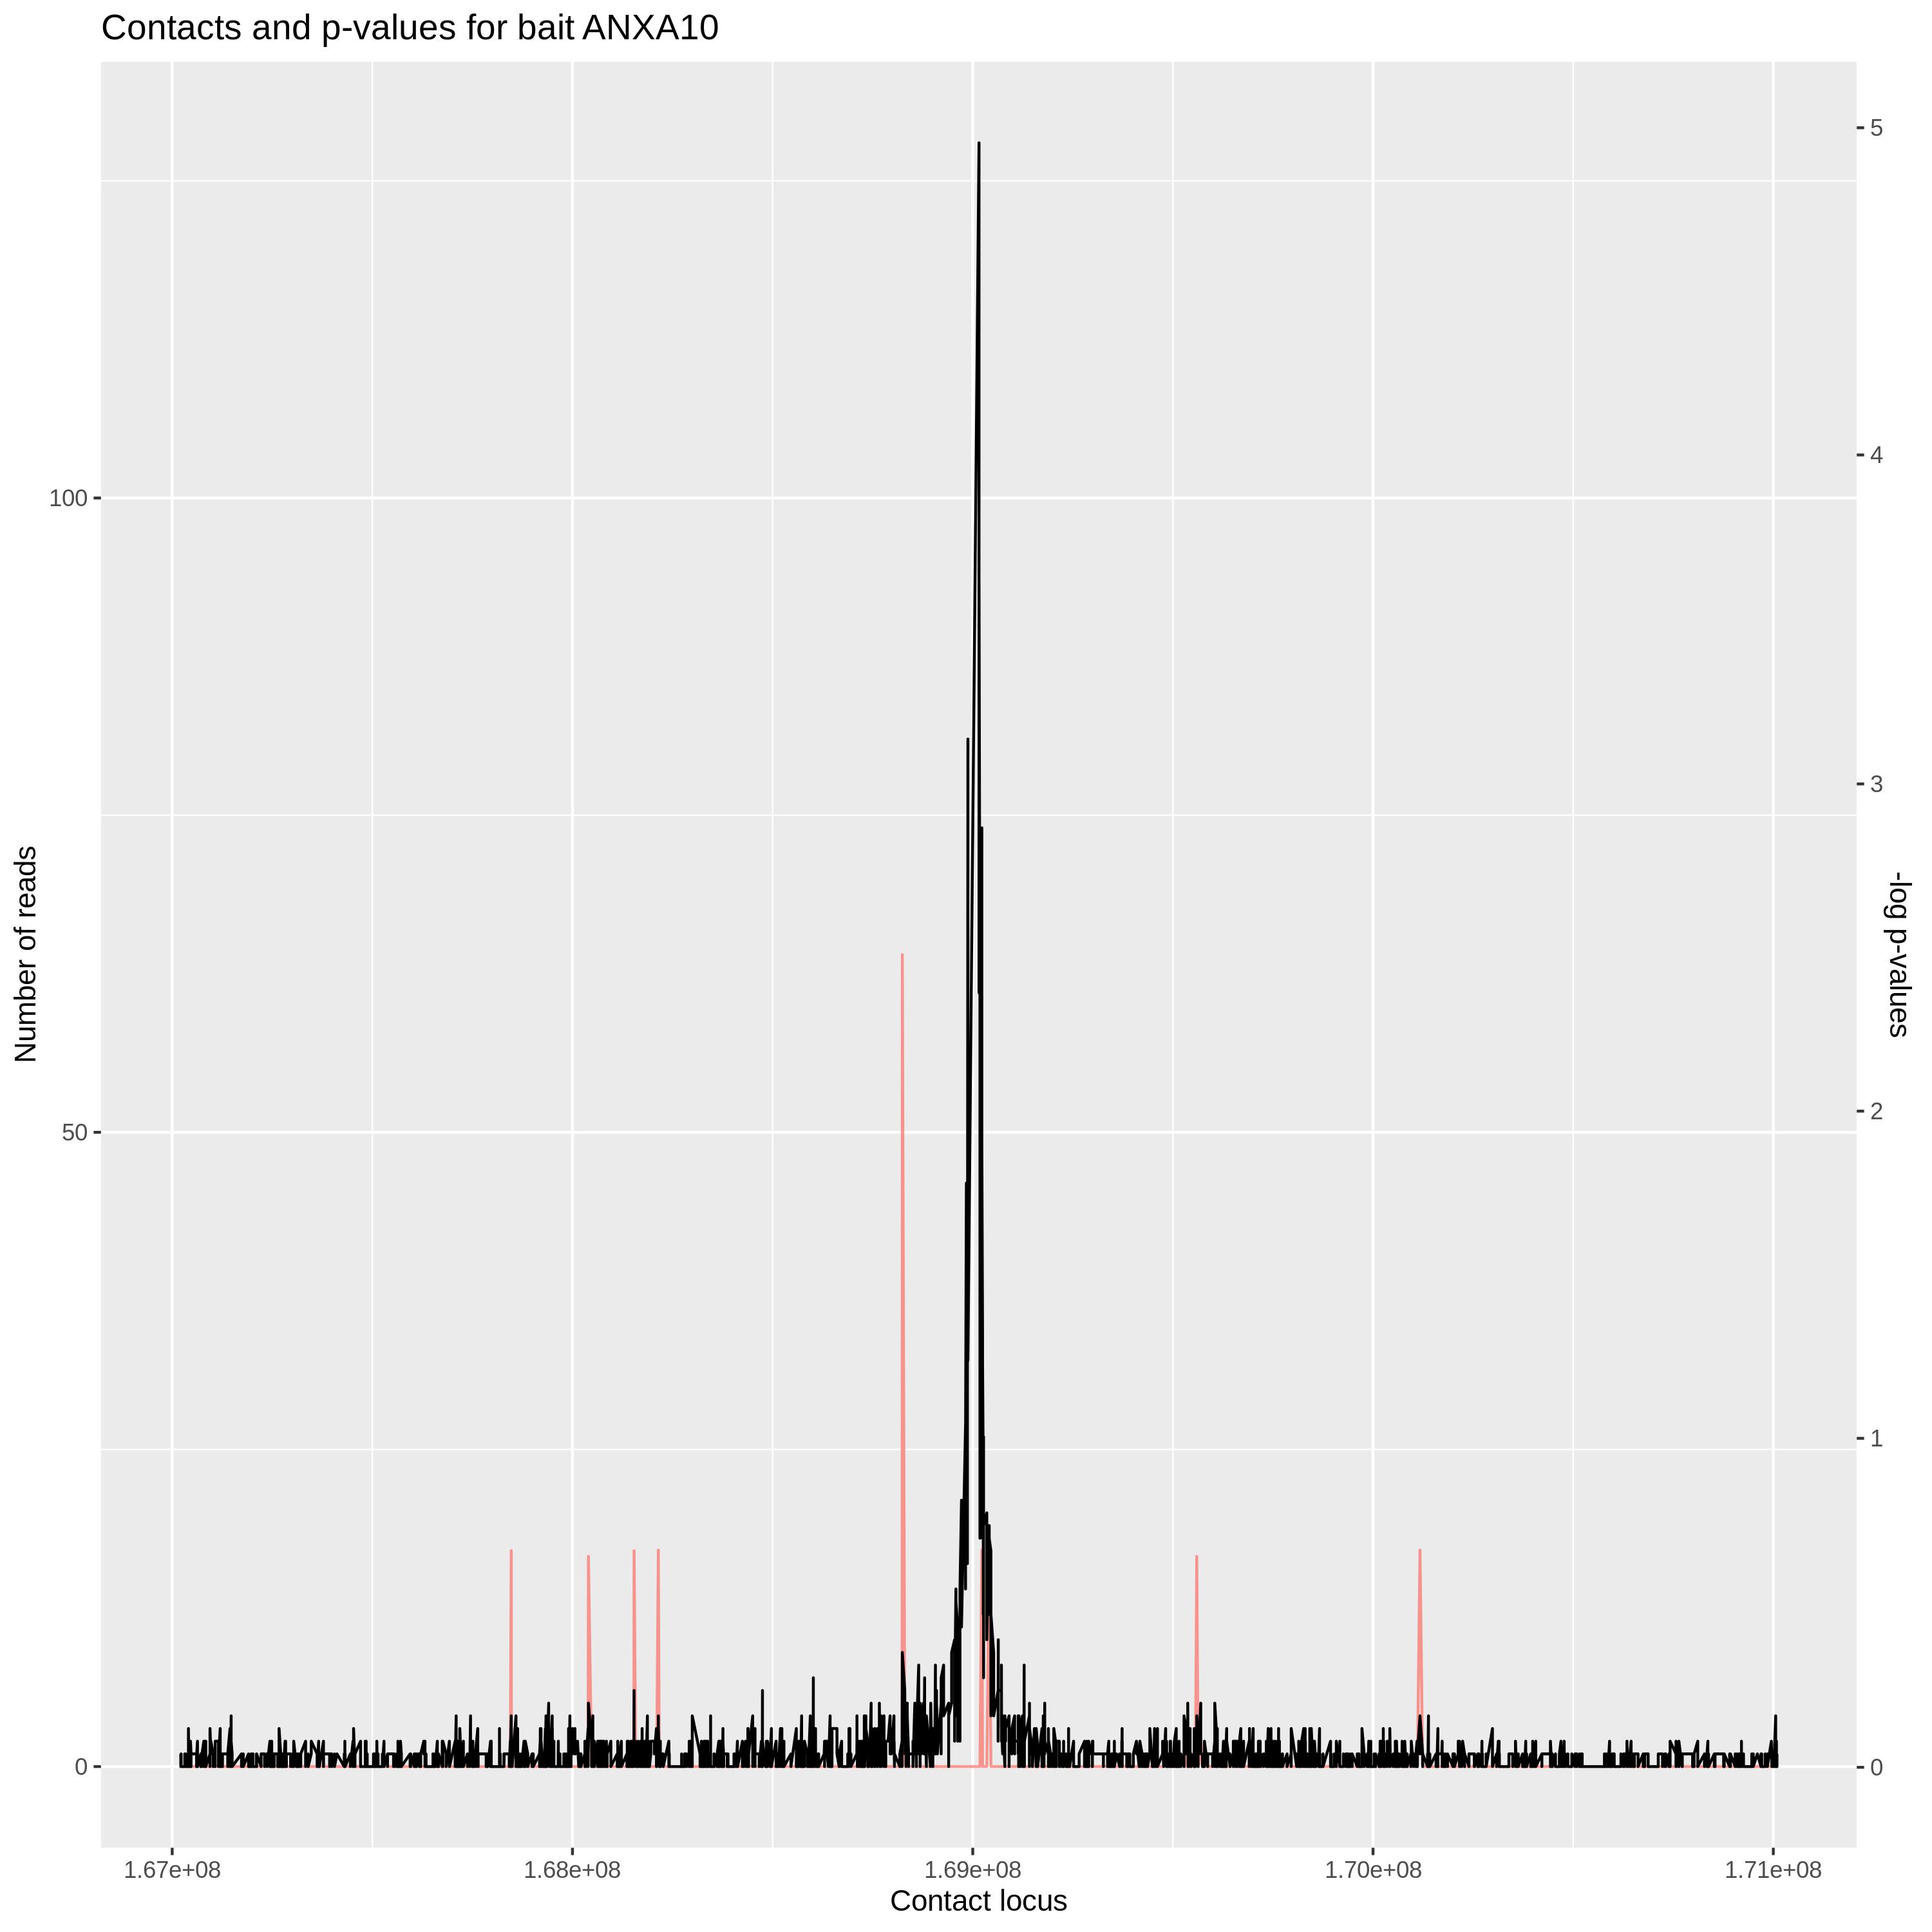 Contacts and p-values for bait ANXA10
Number of reads
100
50
0
5
4
3
2
1
0
-log p-values
1.67e+08 1.68e+08 1.69e+08 1.70e+08 1.71e+08
Contact locus